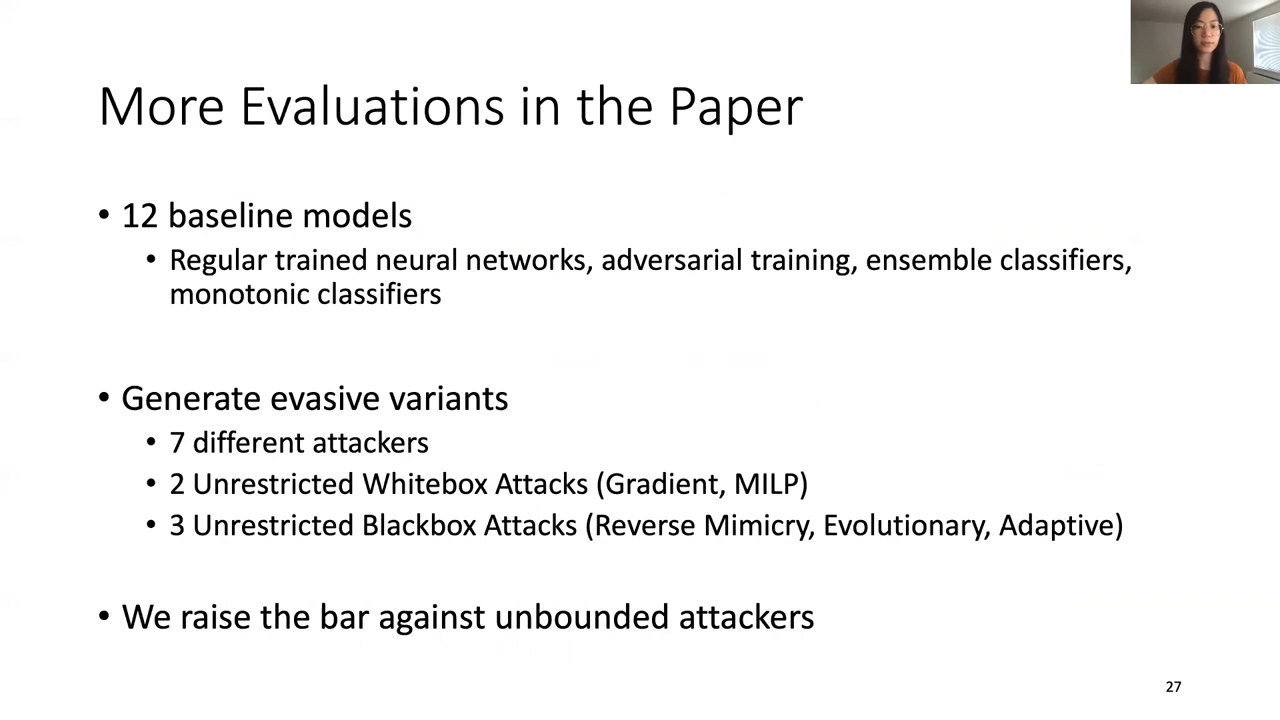 More Evaluations in the Paper
• 12 baseline models
• Regular trained neural networks, adversarial training, ensemble classifiers,
monotonic classifiers
• Generate evasive variants
• 7 different attackers
• 2 Unrestricted Whitebox Attacks (Gradient, MILP)
• 3 Unrestricted Blackbox Attacks (Reverse Mimicry, Evolutionary, Adaptive)
• We raise the bar against unbounded attackers
27